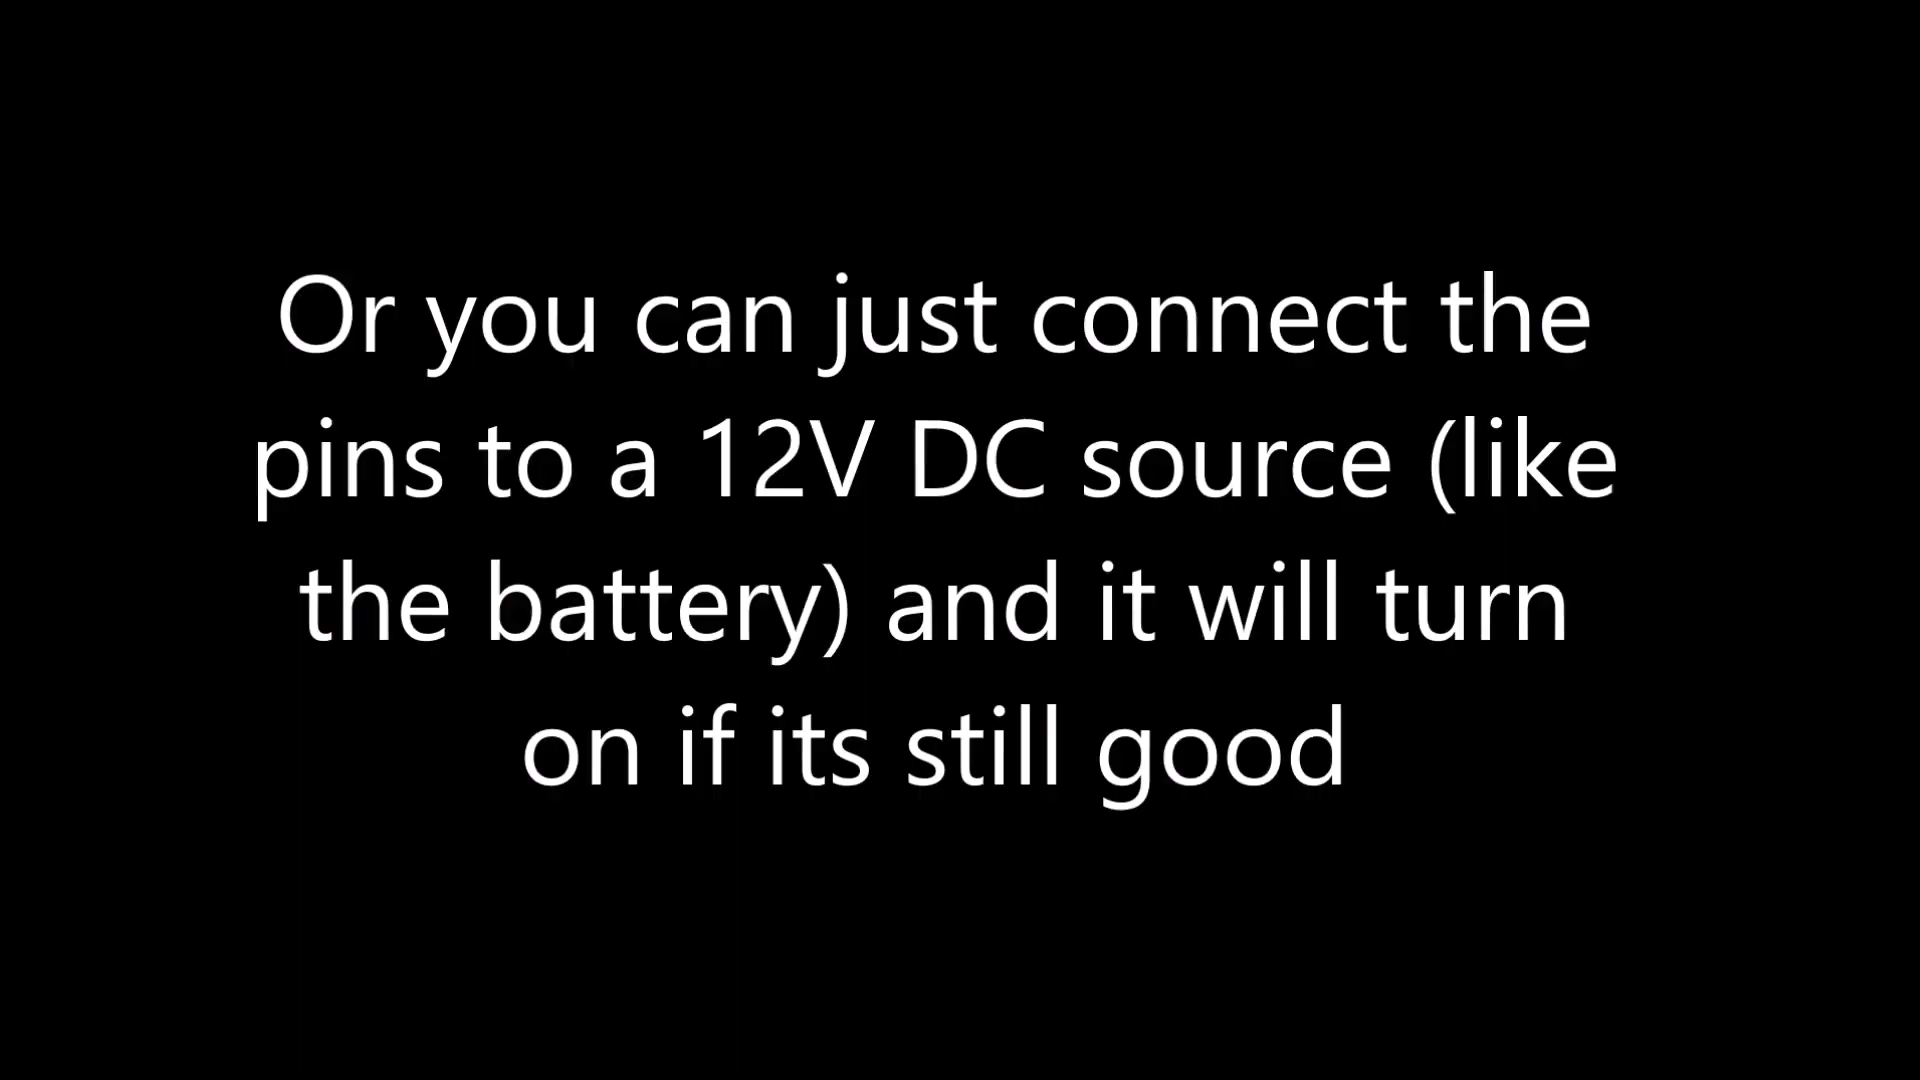 Or you can just connect the
pins to a 12V DC source (like
the battery) and it will turn
on if its still good